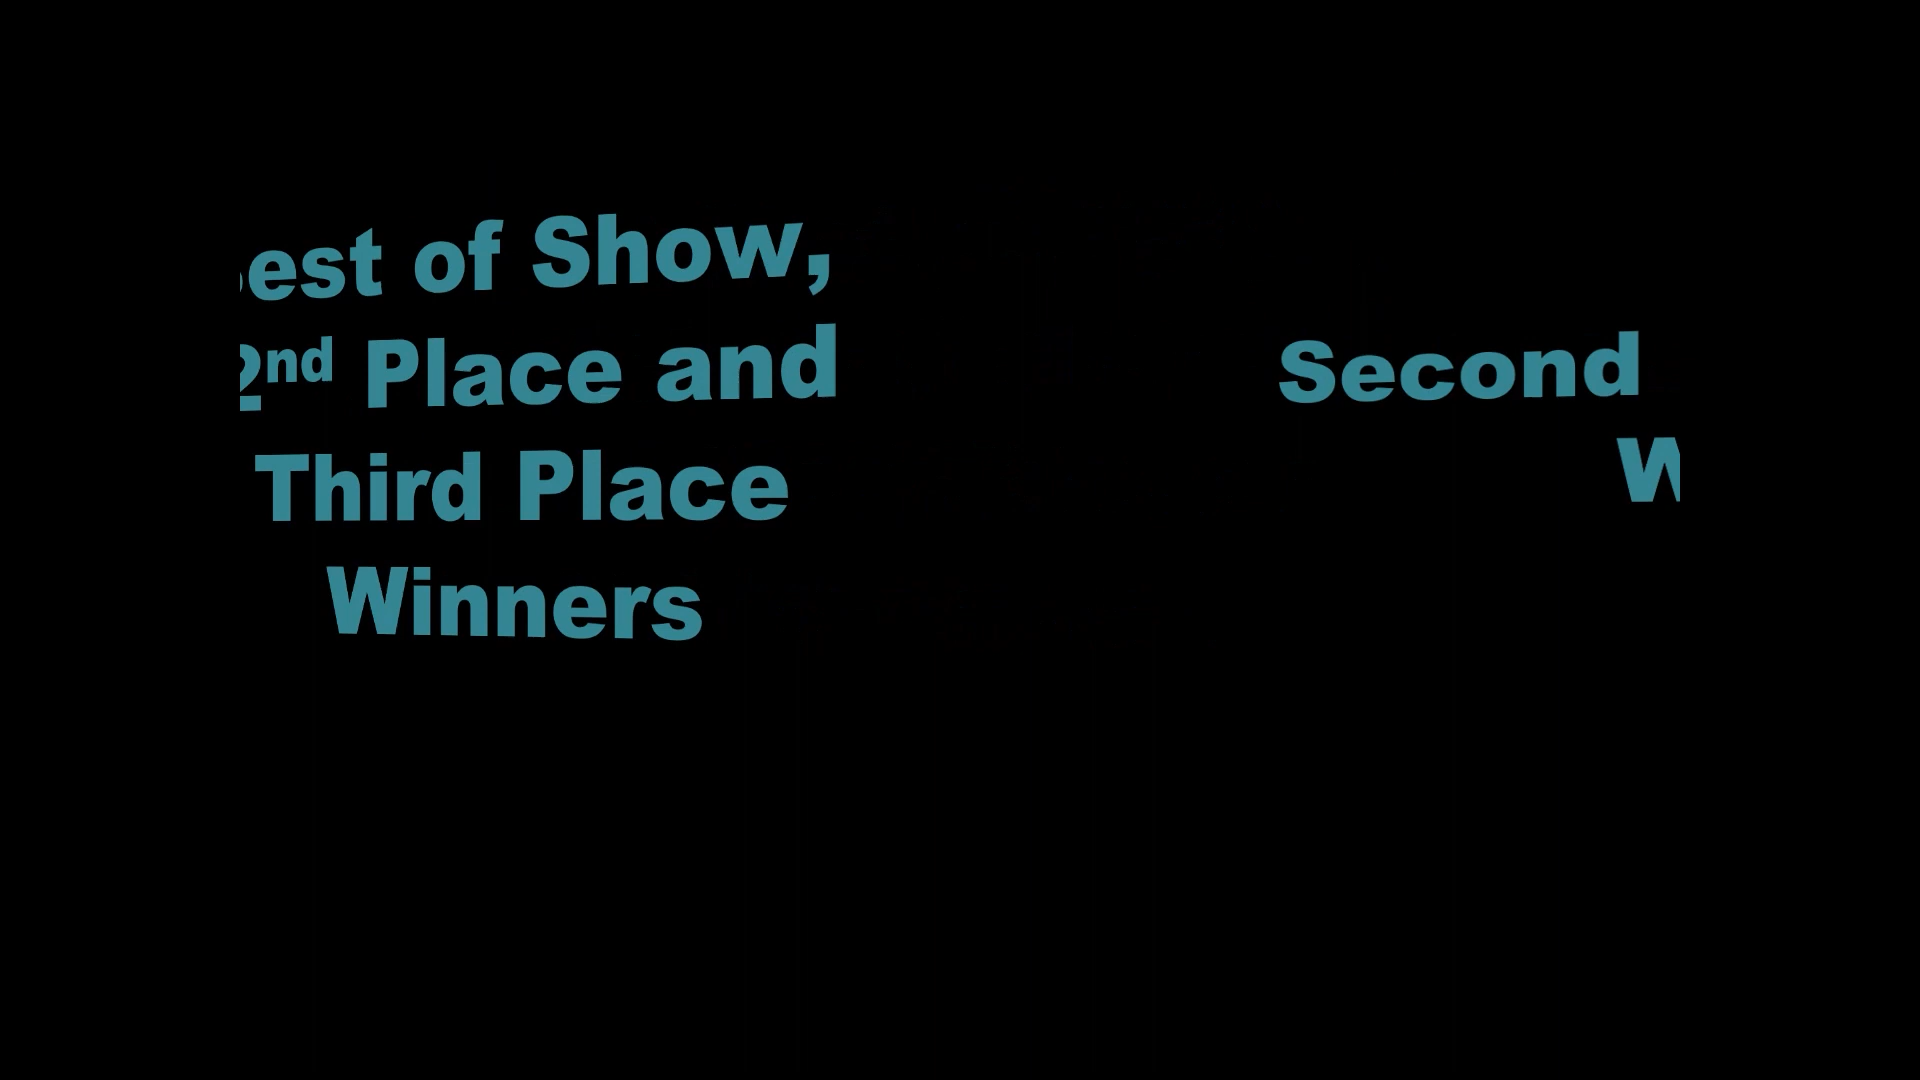 est of Show,
2nd Place and
Third Place
Winners
Second
W